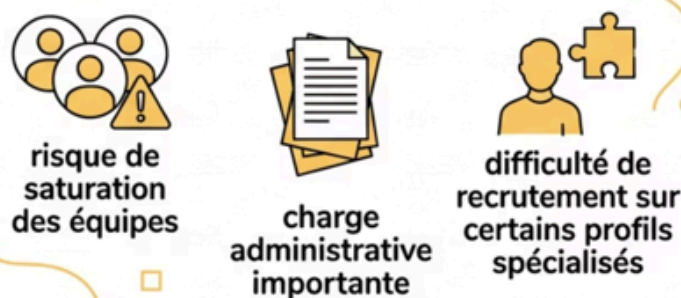 risque de
saturation
des équipes
charge
administrative
importante
difficulté de
recrutement sur
certains profils
spécialisés